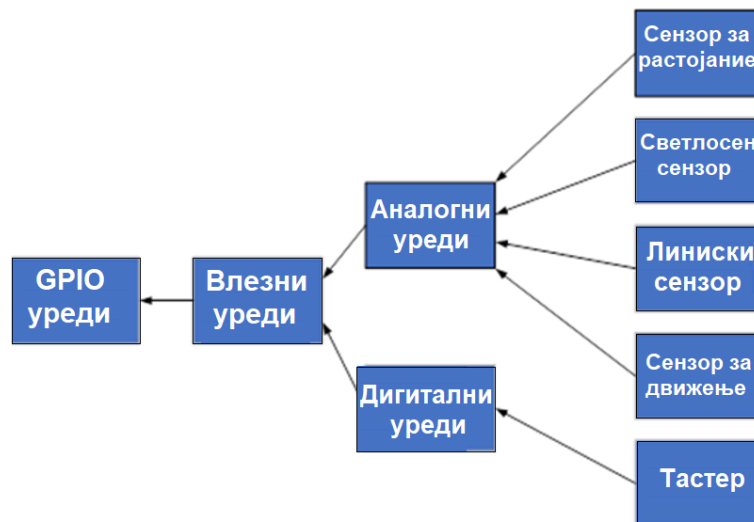 Сензор за
растојание
Светлосен
сензор
Аналогни
уреди
Линиски
сензор
GPIO
уреди
Влезни
уреди
Сензор за
движење
Дигитални
уреди
Тастер